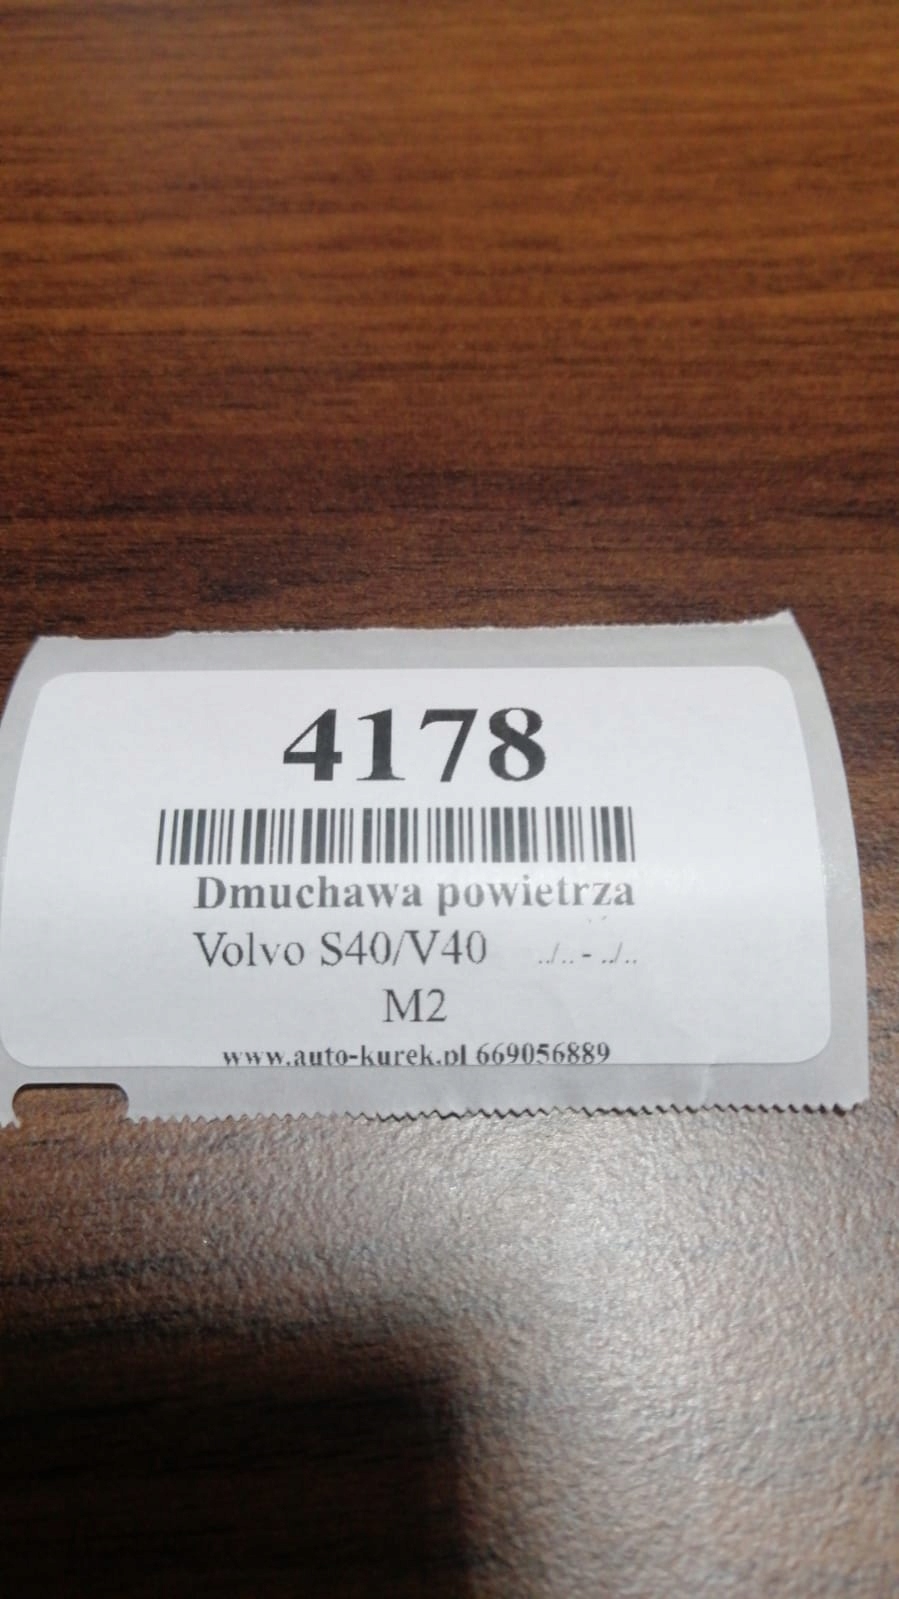 4178
Dmuchawa powietrza
Volvo S40/V40 ../.. - ../..
M2
www.auto-kurek.pl 669056889